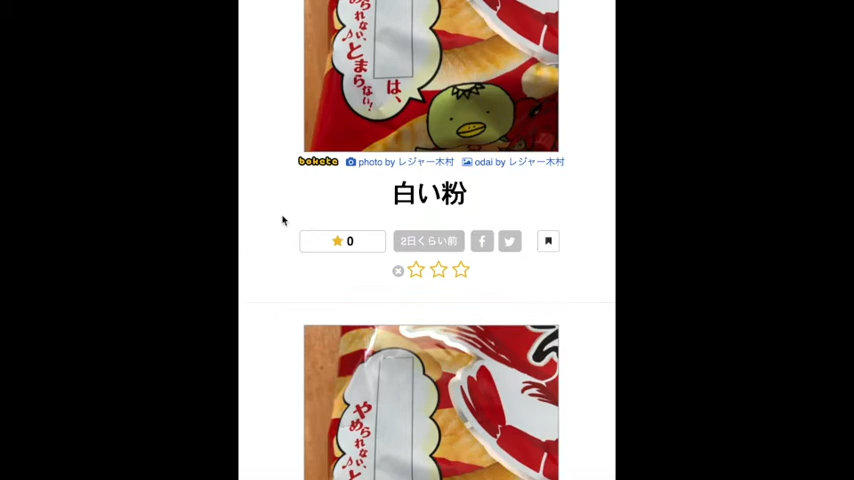 られない、
♪とまらない!
は、
bokete photo by レジャー木村 odai by レジャー木村
白い粉
0 2日くらい前
やめられない、
♪と